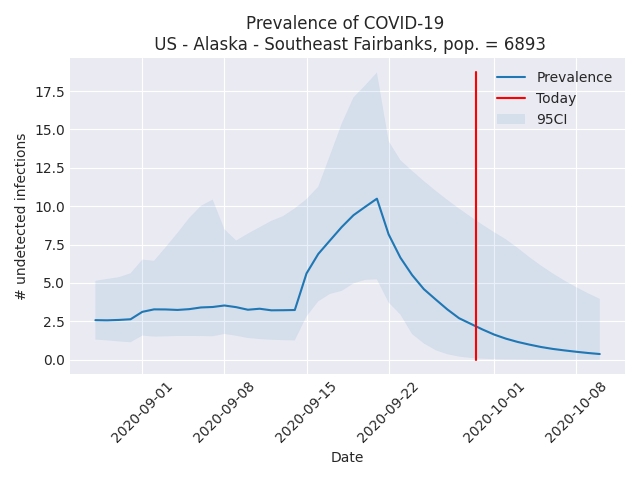 Prevalence of COVID-19
US - Alaska - Southeast Fairbanks, pop. = 6893
Prevalence
Today
95CI
# undetected infections
17.5
15.0
12.5
10.0
7.5
5.0
2.5
0.0
2020-09-01
2020-09-08
2020-09-15
2020-09-22
2020-10-01
2020-10-08
Date